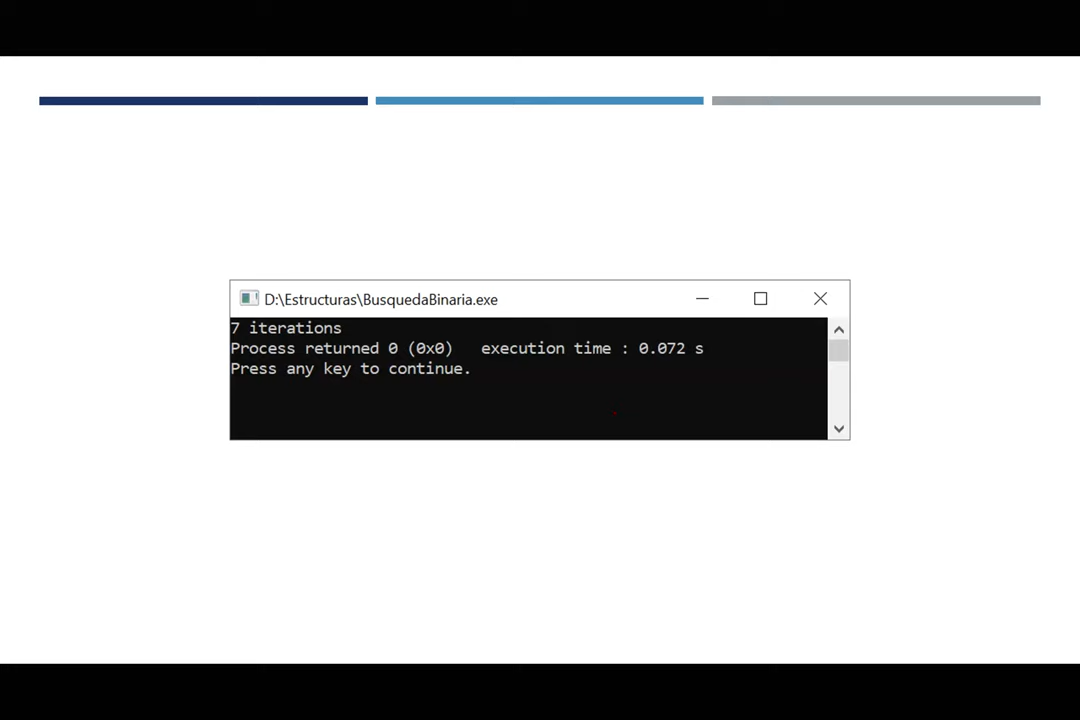 D:\Estructuras\BusquedaBinaria.exe
7 iterations
Process returned 0 (0x0)   execution time : 0.072 s
Press any key to continue.